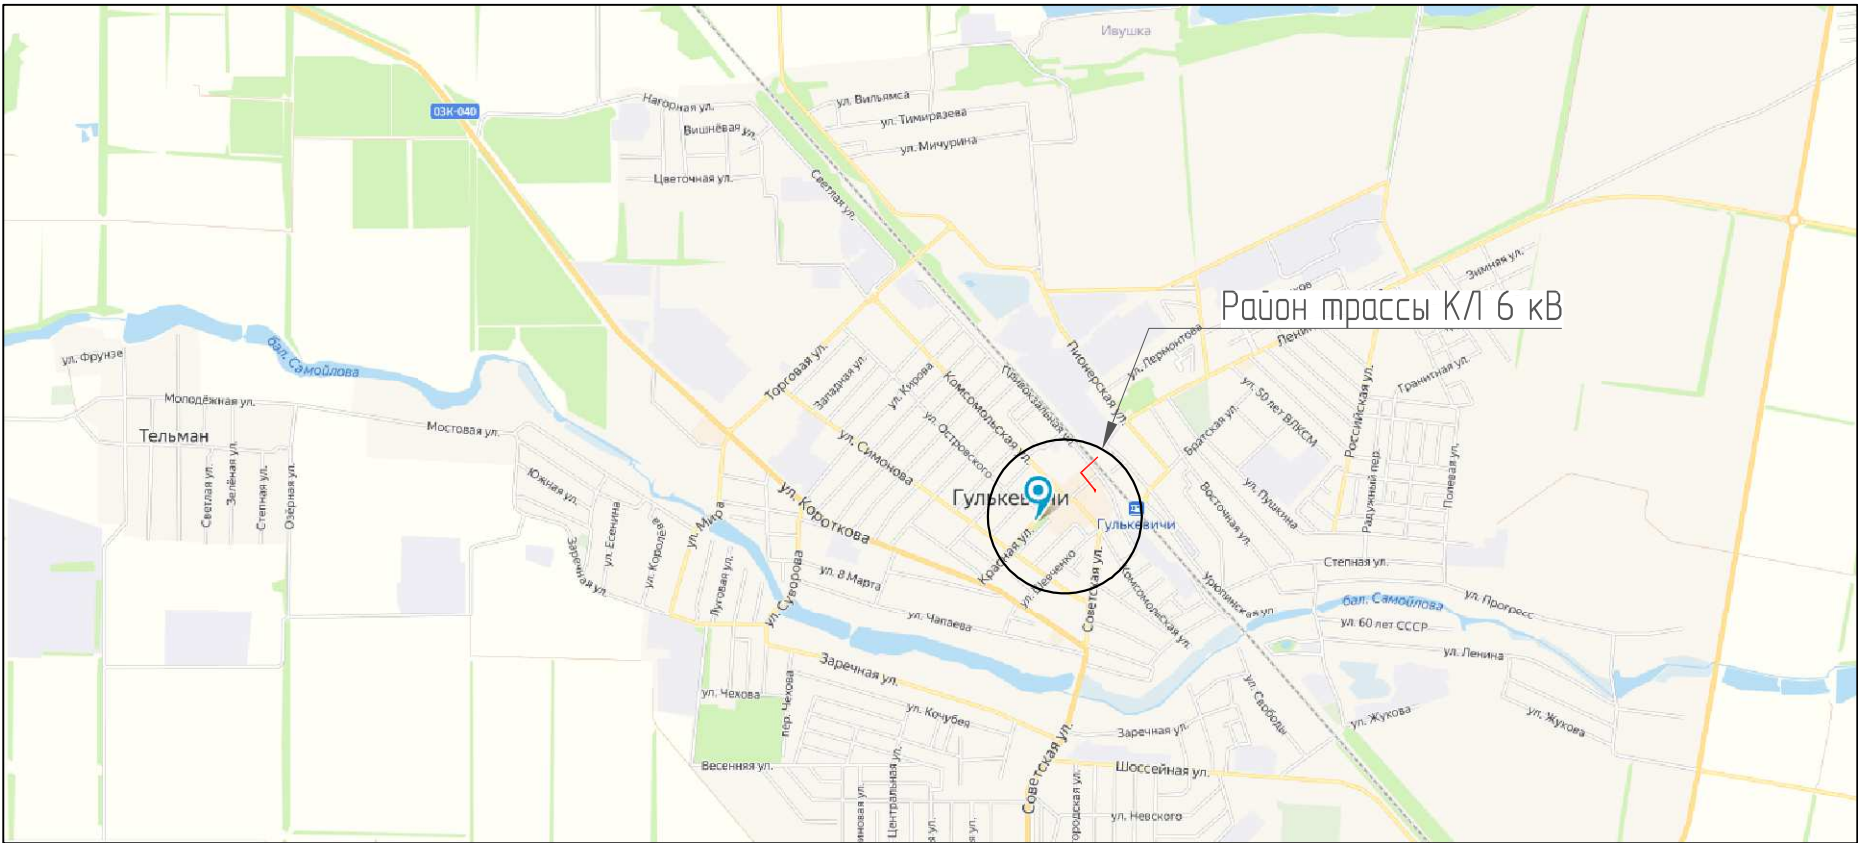 Ивушка
03К-040
Нагорная ул.
ул. Вильямса
ул. Тимирязева
Вишнёвая ул.
ул. Мичурина
Цветочная ул.
Светлая ул.
Зимняя ул.
Район трассы КЛ 6 кВ
ул. Фрунзе
бал. Самойлова
Торговая ул.
Западная ул.
ул. Кирова
Комсомольская ул.
Привокзальная ул.
Пионерская ул.
ул. Лермонтова
Гранитная ул.
ул. 50 лет ВЛКСМ
Российская ул.
Молодёжная ул.
Тельман
Мостовая ул.
ул. Островского
ул. Симонова
Братская ул.
Светлая ул.
Зелёная ул.
Степная ул.
Озёрная ул.
Южная ул.
ул. Есенина
ул. Мира
ул. Короткова
Гулькевичи
Гулькевичи
Восточная ул.
ул. Пушкина
Радужный пер.
Полевая ул.
Заречная ул.
ул. Королёва
Луговая ул.
ул. Суворова
ул. 8 Марта
Красная ул.
ул. Шевченко
Советская ул.
Комсомольская ул.
Урюпинская ул.
Степная ул.
бал. Самойлова
ул. Прогресс
ул. 60 лет СССР
ул. Чапаева
ул. Ленина
Заречная ул.
ул. Чехова
пер. Чехова
ул. Кочубея
ул. Свободы
ул. Жукова
ул. Жукова
Заречная ул.
Весенняя ул.
Центральная ул.
Советская ул.
Шоссейная ул.
ул. Невского